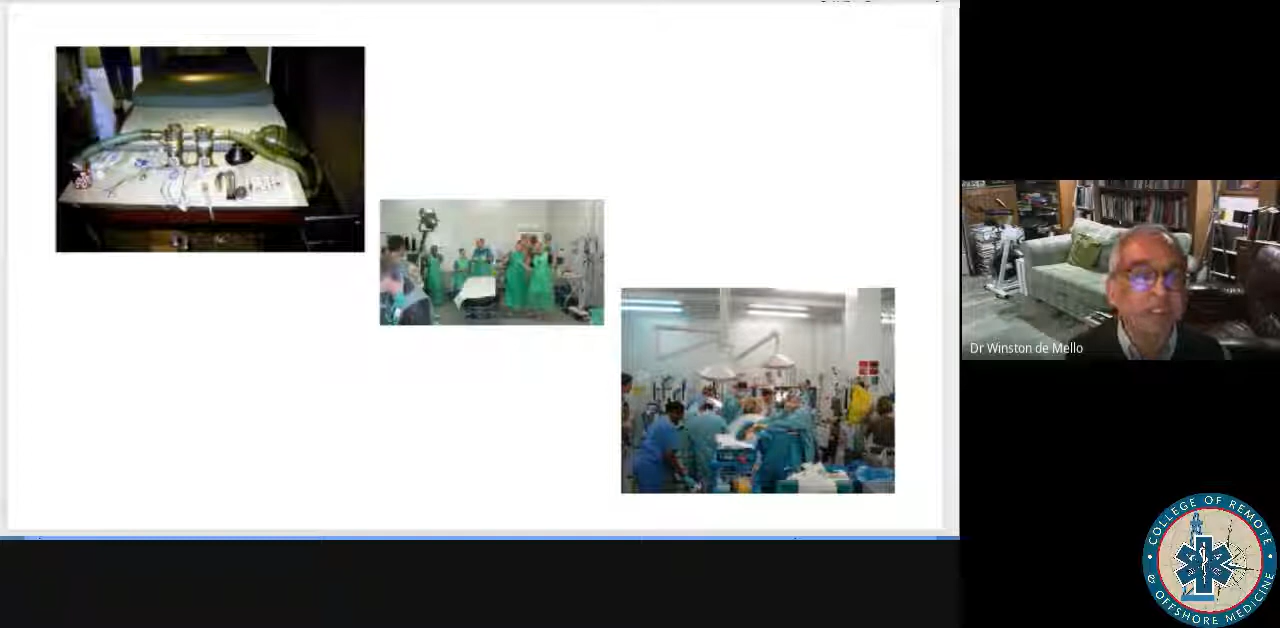 Dr Winston de Mello
COLLEGE OF REMOTE
& OFFSHORE MEDICINE